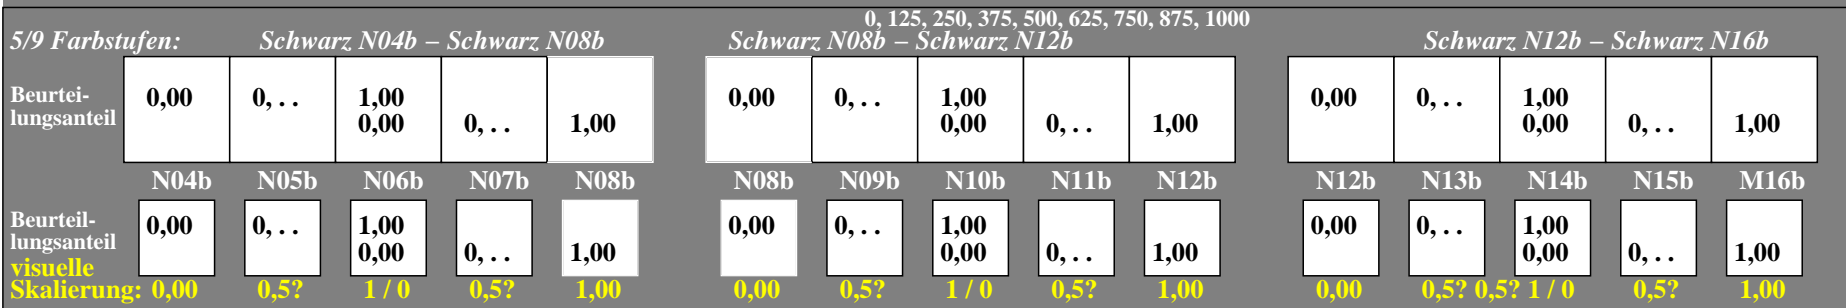 0, 125, 250, 375, 500, 625, 750, 875, 1000
5/9 Farbstufen: Schwarz N04b – Schwarz N08b Schwarz N08b – Schwarz N12b Schwarz N12b – Schwarz N16b
Beurtei- 0,00 0, . . 1,00 0,00 0, . . 1,00 0,00 0, . . 1,00
lungsanteil 0,00 0, . . 1,00 0,00 0, . . 1,00 0,00 0, . . 1,00
N04b N05b N06b N07b N08b N08b N09b N10b N11b N12b N12b N13b N14b N15b M16b
Beurteil- 0,00 0, . . 1,00 0,00 0, . . 1,00 0,00 0, . . 1,00
lungsanteil 0,00 0, . . 1,00 0,00 0, . . 1,00 0,00 0, . . 1,00
visuelle
Skalierung: 0,00 0,5? 1 / 0 0,5? 1,00 0,00 0,5? 1 / 0 0,5? 1,00 0,00 0,5? 0,5? 1 / 0 0,5? 1,00